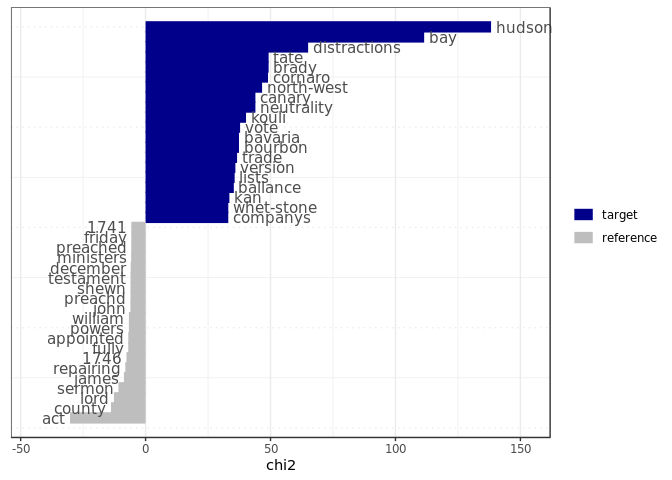 hudson
bay
distractions
tate
brady
cornaro
north-west
canary
neutrality
kouli
vote
bavaria
bourbon
trade
version
lists
ballance
kan
whet-stone
companys
1741
friday
preached
ministers
december
testament
shewn
preachd
john
william
powers
appointed
fully
1746
repairing
james
sermon
lord
county
act
target
reference
-50 0 50 100 150
chi2